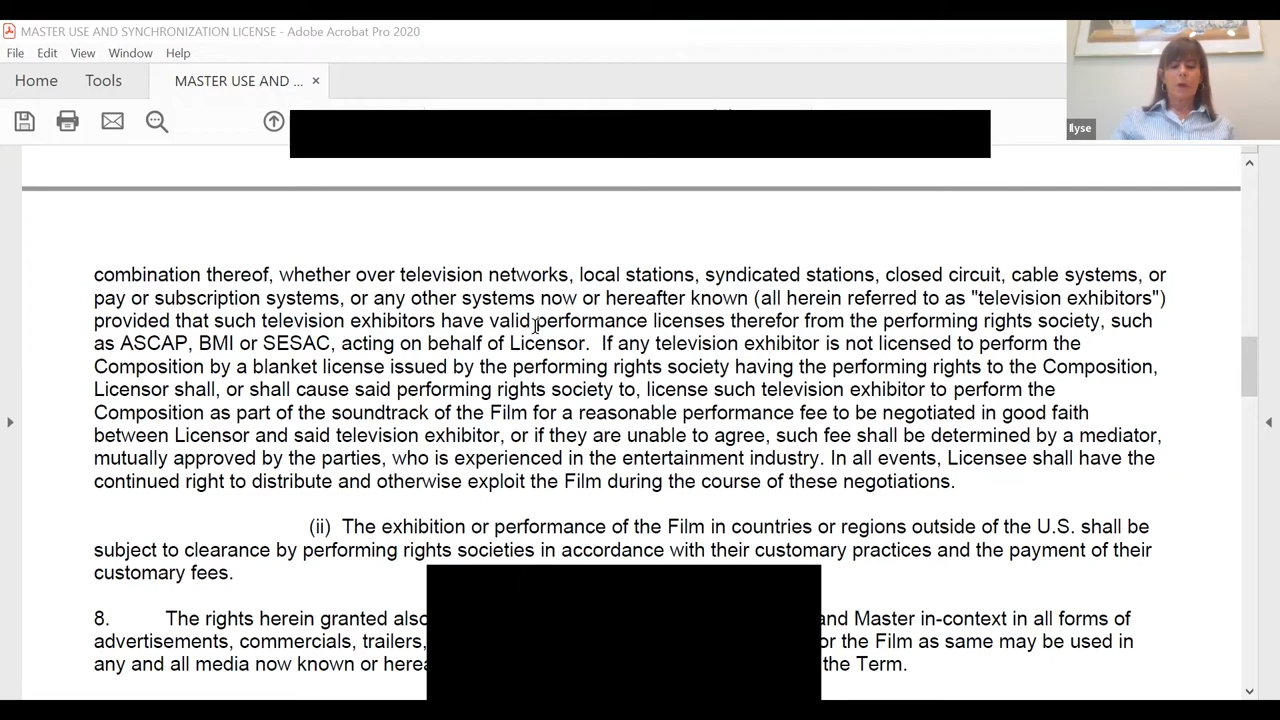 MASTER USE AND SYNCHRONIZATION LICENSE - Adobe Acrobat Pro 2020
File Edit View Window Help
Home Tools MASTER USE AND ... ×
Ilyse
combination thereof, whether over television networks, local stations, syndicated stations, closed circuit, cable systems, or
pay or subscription systems, or any other systems now or hereafter known (all herein referred to as "television exhibitors")
provided that such television exhibitors have valid performance licenses therefor from the performing rights society, such
as ASCAP, BMI or SESAC, acting on behalf of Licensor.  If any television exhibitor is not licensed to perform the
Composition by a blanket license issued by the performing rights society having the performing rights to the Composition,
Licensor shall, or shall cause said performing rights society to, license such television exhibitor to perform the
Composition as part of the soundtrack of the Film for a reasonable performance fee to be negotiated in good faith
between Licensor and said television exhibitor, or if they are unable to agree, such fee shall be determined by a mediator,
mutually approved by the parties, who is experienced in the entertainment industry. In all events, Licensee shall have the
continued right to distribute and otherwise exploit the Film during the course of these negotiations.
(ii)  The exhibition or performance of the Film in countries or regions outside of the U.S. shall be
subject to clearance by performing rights societies in accordance with their customary practices and the payment of their
customary fees.
8. The rights herein granted also and Master in-context in all forms of
advertisements, commercials, trailers, or the Film as same may be used in
any and all media now known or the Term.